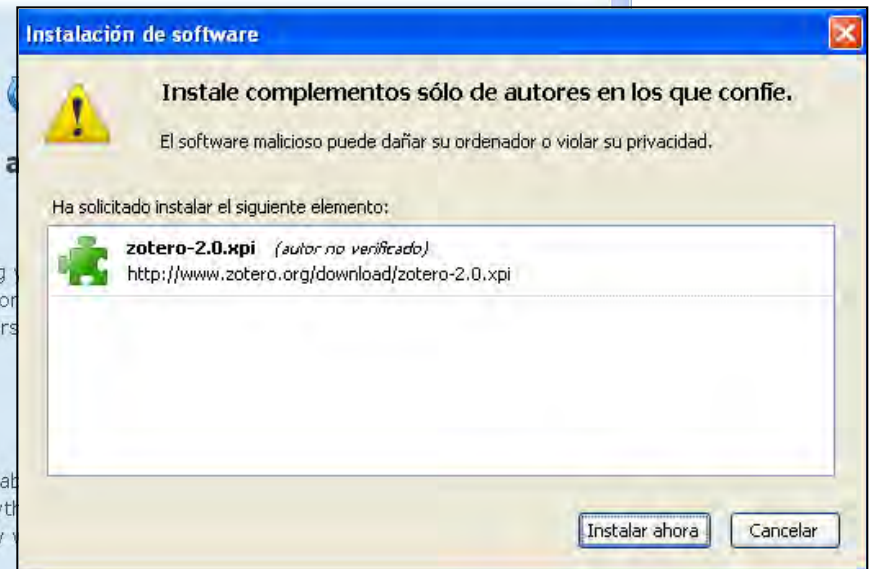 Instalación de software
Instale complementos sólo de autores en los que confíe.
El software malicioso puede dañar su ordenador o violar su privacidad.
Ha solicitado instalar el siguiente elemento:
zotero-2.0.xpi (autor no verificado)
http://www.zotero.org/download/zotero-2.0.xpi
Instalar ahora
Cancelar